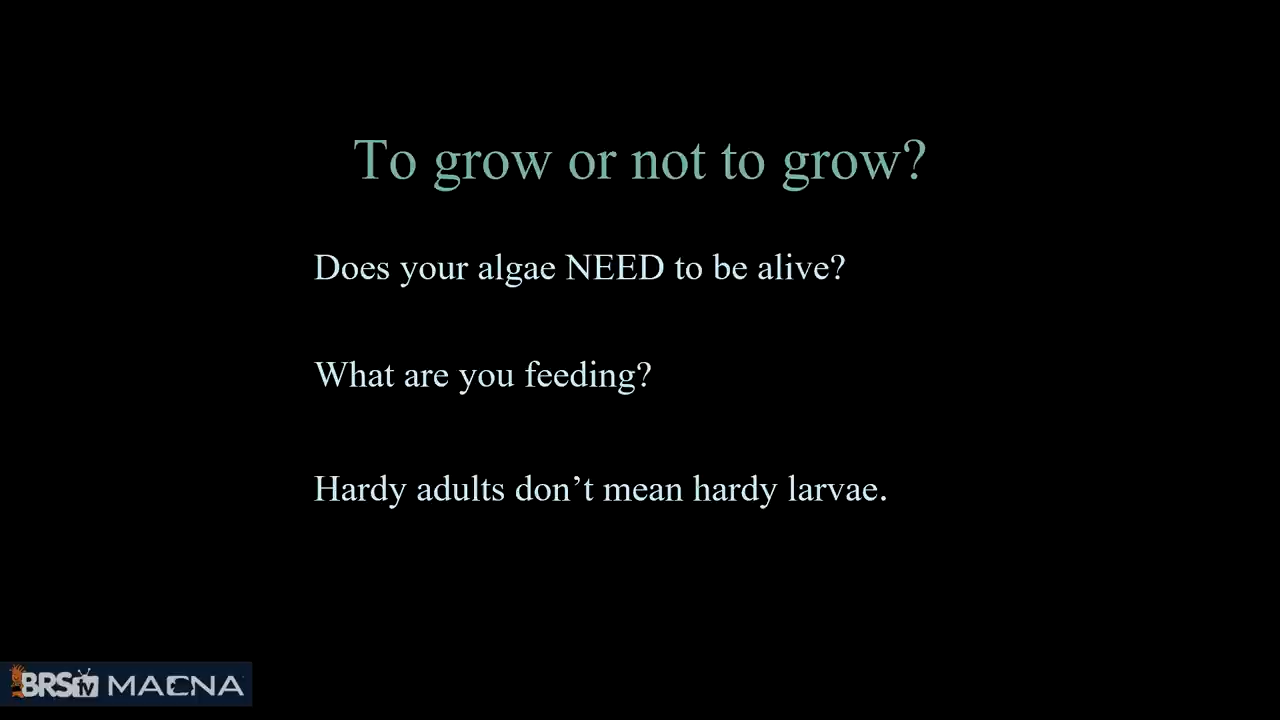 To grow or not to grow?
Does your algae NEED to be alive?
What are you feeding?
Hardy adults don’t mean hardy larvae.
BRS TV MACNA